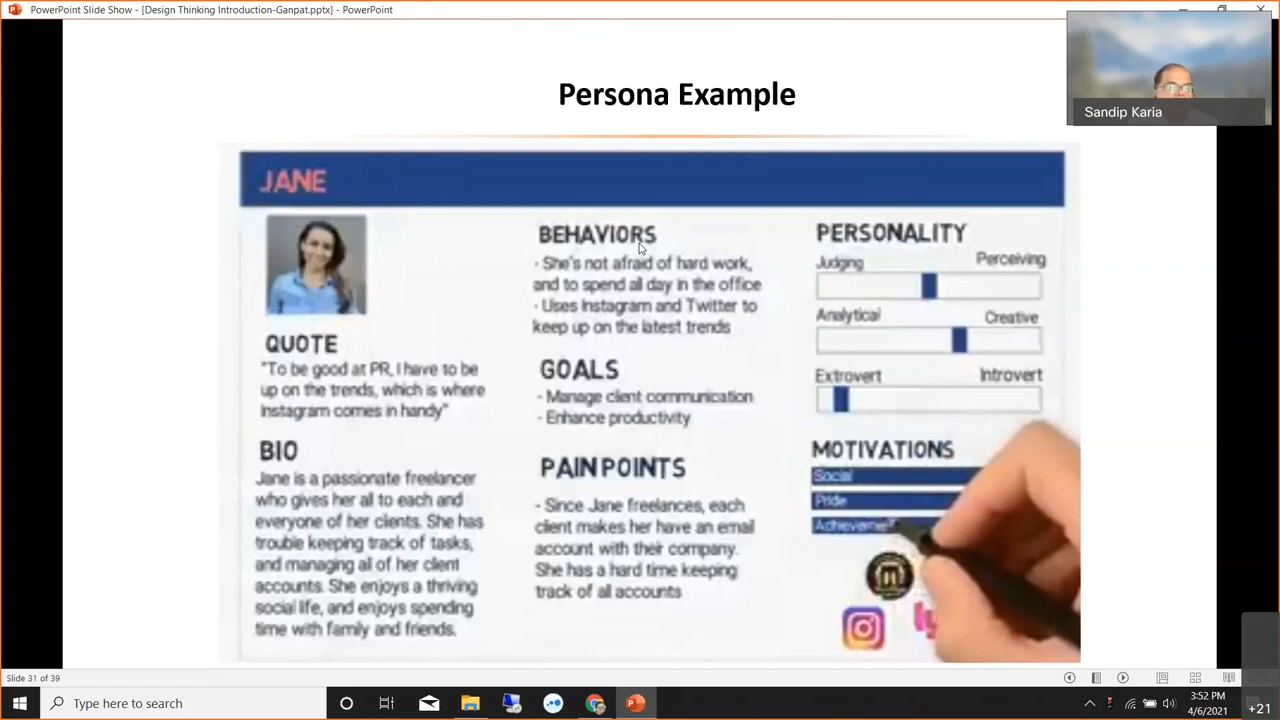 PowerPoint Slide Show - [Design Thinking Introduction-Ganpat.pptx] - PowerPoint
Sandip Karia
Persona Example
JANE
QUOTE
"To be good at PR, I have to be
up on the trends, which is where
Instagram comes in handy"
BIO
Jane is a passionate freelancer
who gives her all to each and
everyone of her clients. She has
trouble keeping track of tasks,
and managing all of her client
accounts. She enjoys a thriving
social life, and enjoys spending
time with family and friends.
BEHAVIORS
- She's not afraid of hard work,
and to spend all day in the office
- Uses Instagram and Twitter to
keep up on the latest trends
GOALS
- Manage client communication
- Enhance productivity
PAIN POINTS
- Since Jane freelances, each
client makes her have an email
account with their company.
She has a hard time keeping
track of all accounts
PERSONALITY
Judging Perceiving
Analytical Creative
Extrovert Introvert
MOTIVATIONS
Social
Pride
Slide 31 of 39
Type here to search
3:52 PM
4/6/2021
+21